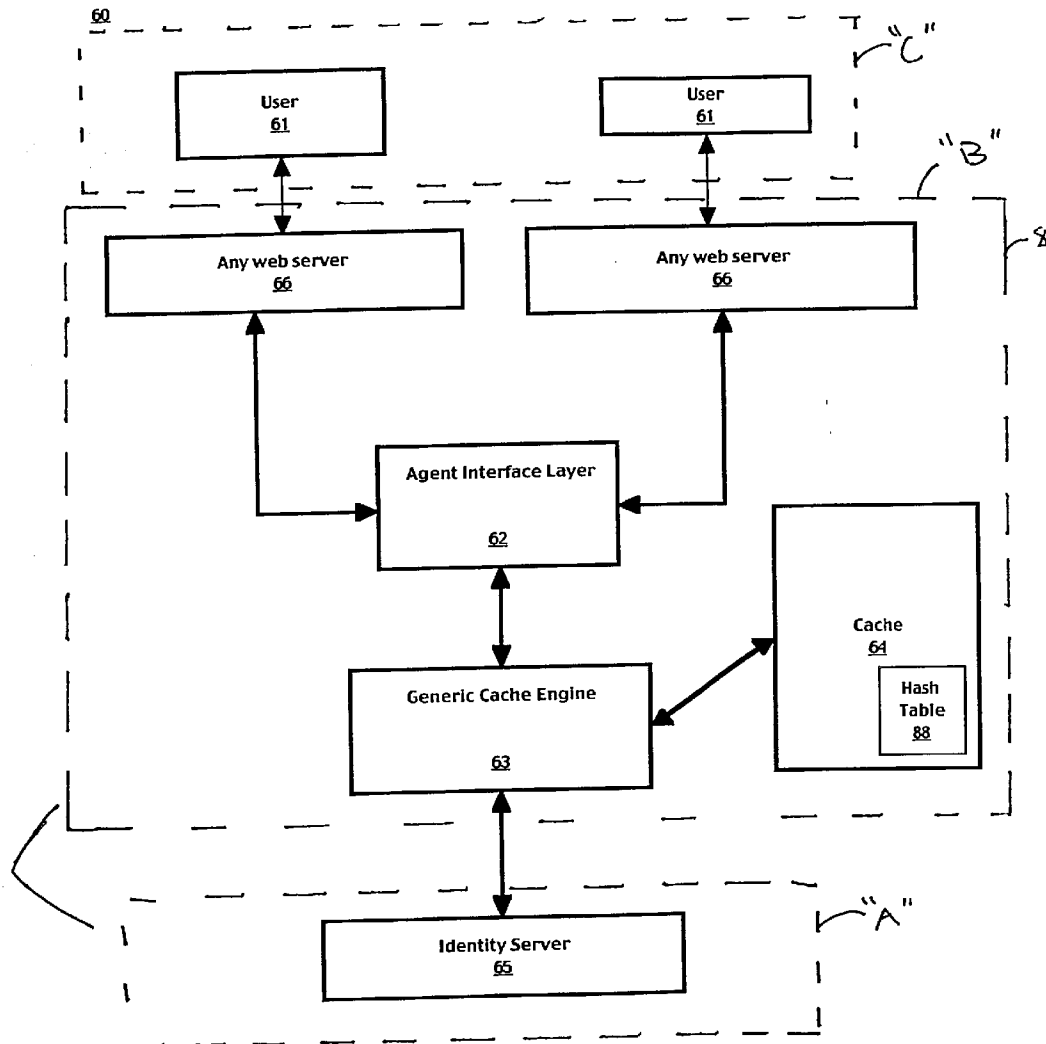 60
"C"
User
61
User
61
"B"
Any web server
66
Any web server
66
Agent Interface Layer
62
Cache
64
Hash
Table
88
Generic Cache Engine
63
"A"
Identity Server
65